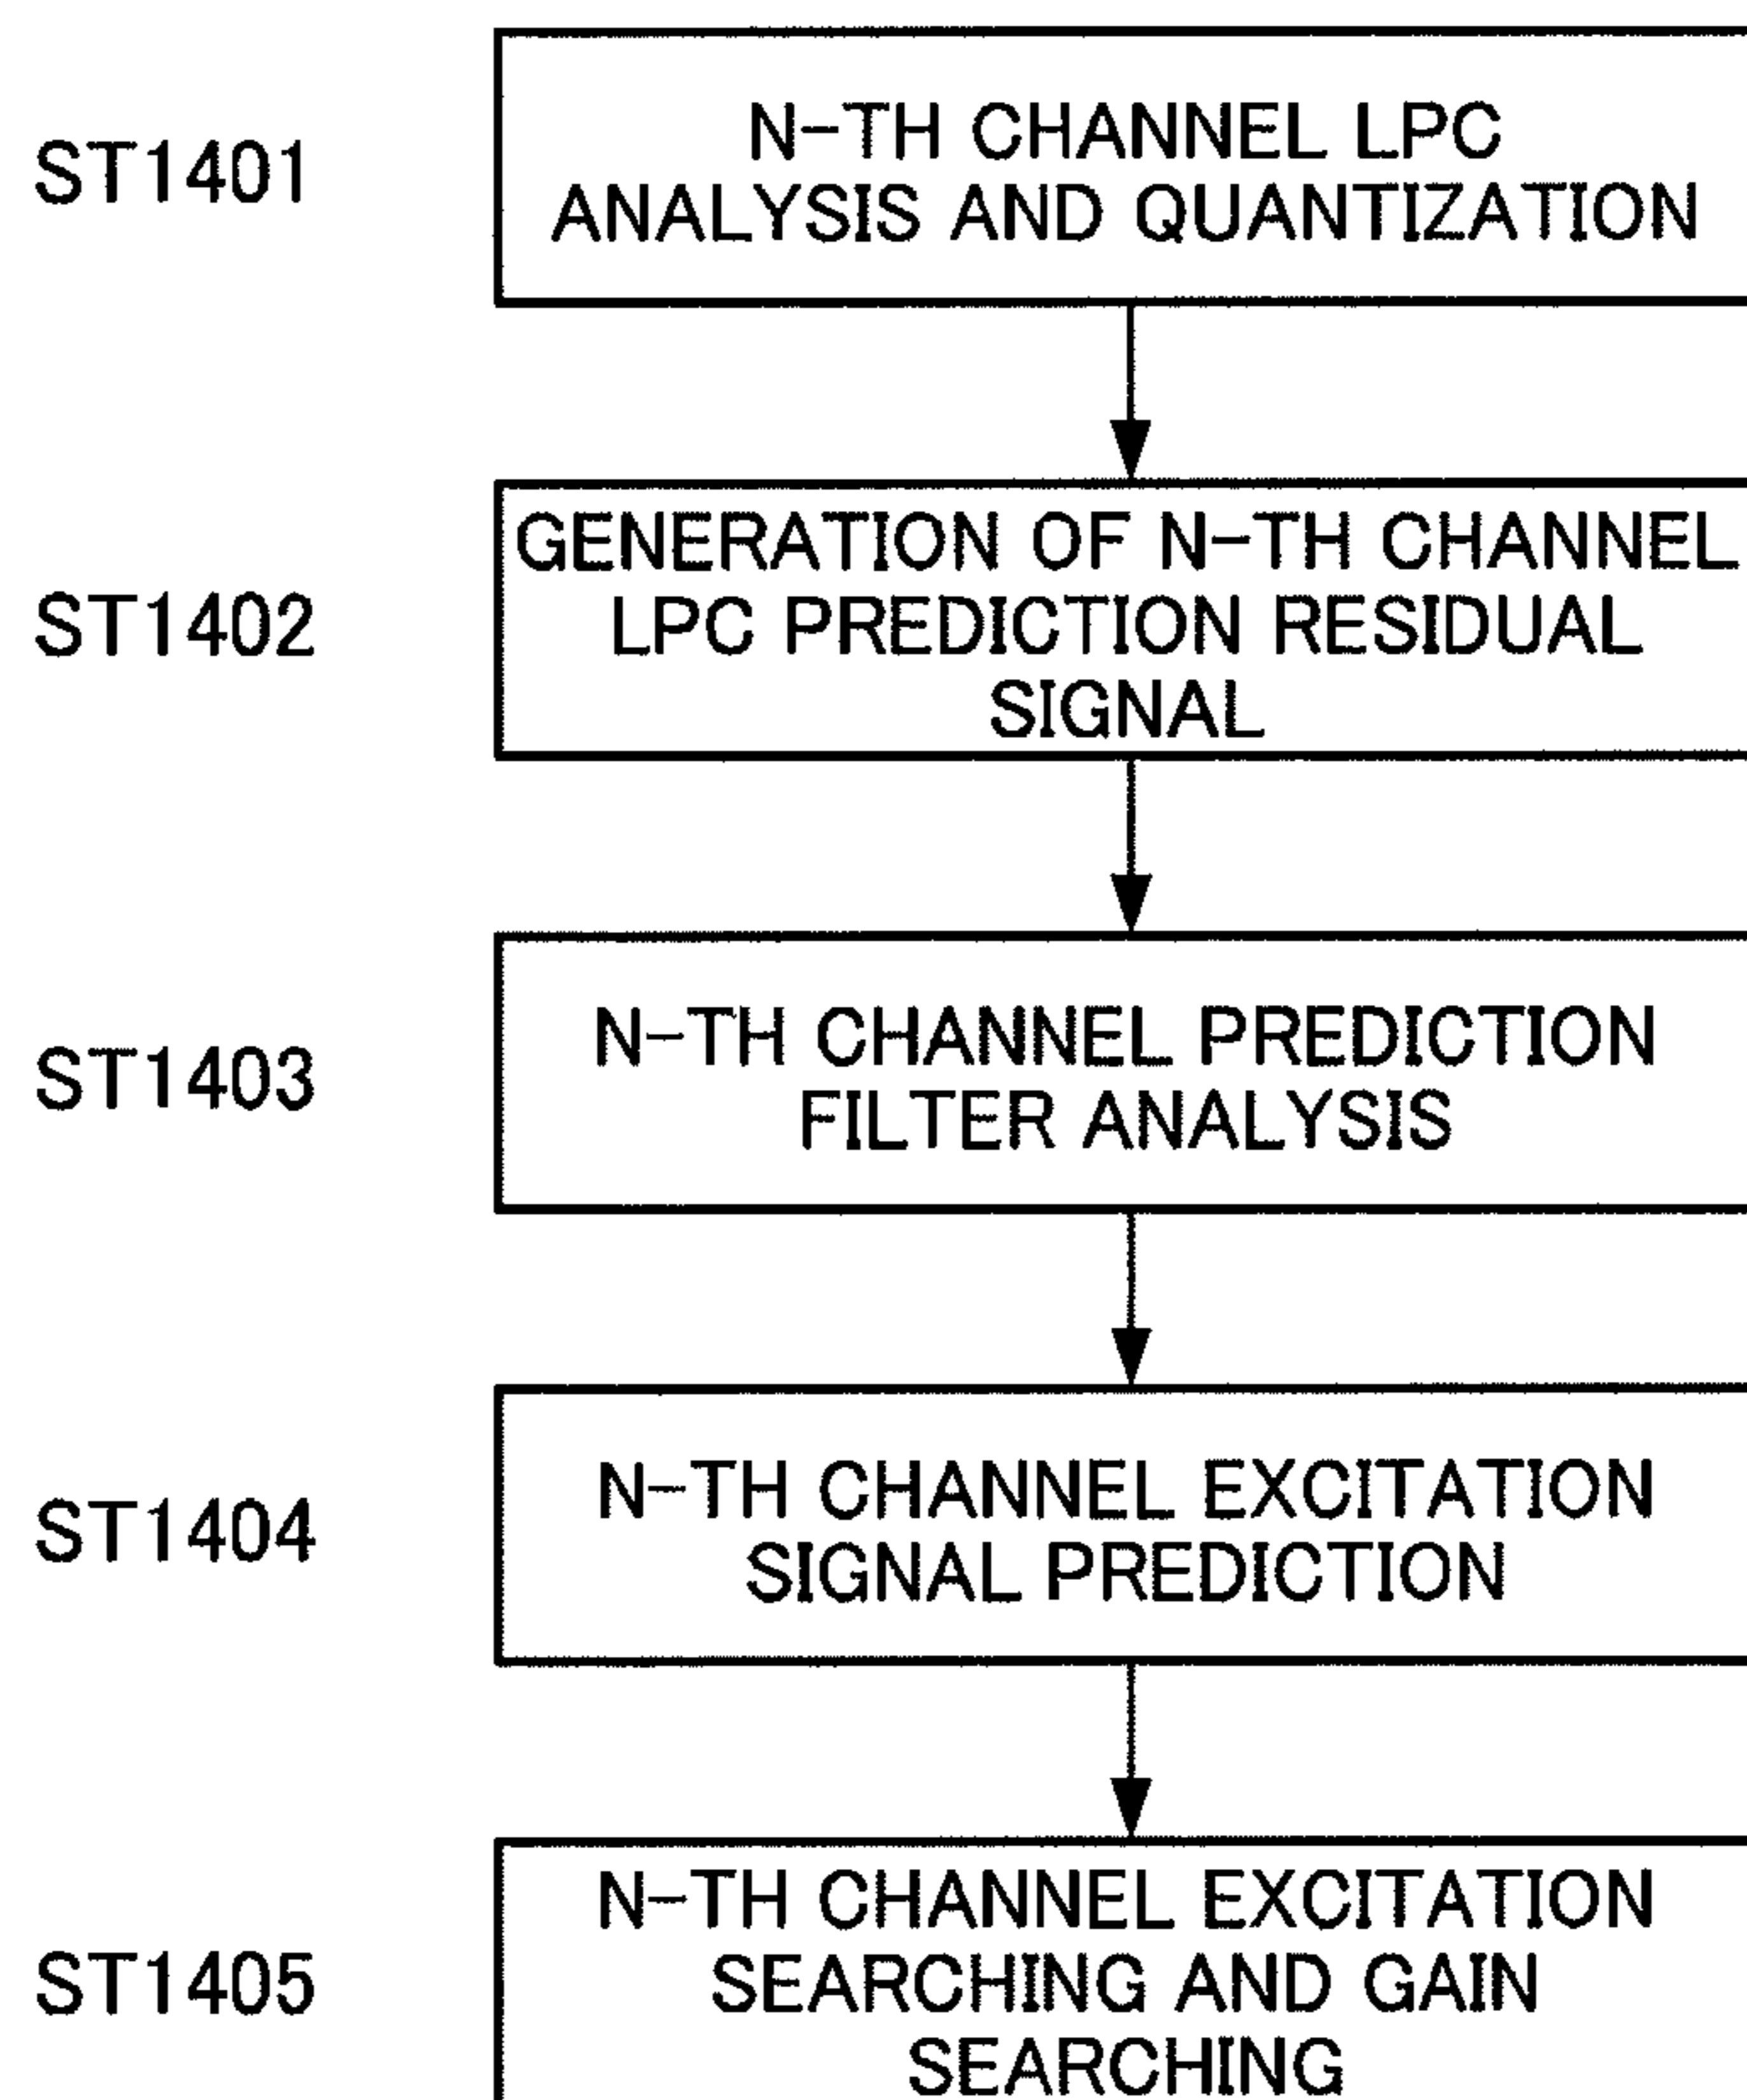 ST1401
N-TH CHANNEL LPC
ANALYSIS AND QUANTIZATION
ST1402
GENERATION OF N-TH CHANNEL
LPC PREDICTION RESIDUAL
SIGNAL
ST1403
N-TH CHANNEL PREDICTION
FILTER ANALYSIS
ST1404
N-TH CHANNEL EXCITATION
SIGNAL PREDICTION
ST1405
N-TH CHANNEL EXCITATION
SEARCHING AND GAIN
SEARCHING